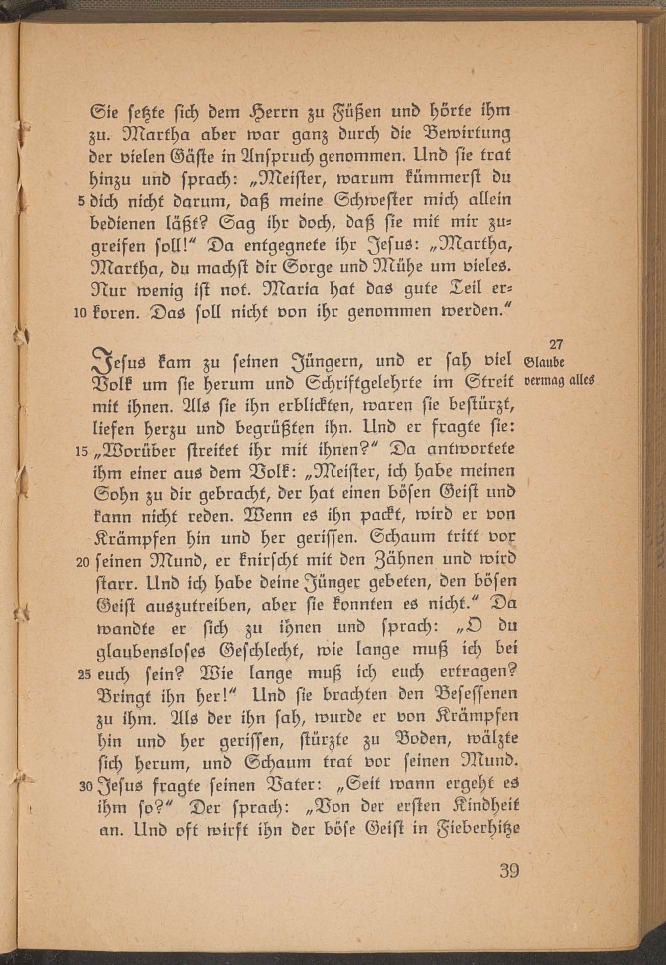 Sie setzte sich dem Herrn zu Füßen und hörte ihm
zu. Martha aber war ganz durch die Bewirtung
der vielen Gäste in Anspruch genommen. Und sie trat
hinzu und sprach: „Meister, warum kümmerst du
5 dich nicht darum, daß meine Schwester mich allein
bedienen läßt? Sag ihr doch, daß sie mit mir zu-
greifen soll!“ Da entgegnete ihr Jesus: „Martha,
Martha, du machst dir Sorge und Mühe um vieles.
Nur wenig ist not. Maria hat das gute Teil er-
10 koren. Das soll nicht von ihr genommen werden.“
27
Glaube
vermag alles
Jesus kam zu seinen Jüngern, und er sah viel
Volk um sie herum und Schriftgelehrte im Streit
mit ihnen. Als sie ihn erblickten, waren sie bestürzt,
liefen herzu und begrüßten ihn. Und er fragte sie:
15 „Worüber streitet ihr mit ihnen?“ Da antwortete
ihm einer aus dem Volk: „Meister, ich habe meinen
Sohn zu dir gebracht, der hat einen bösen Geist und
kann nicht reden. Wenn es ihn packt, wird er von
Krämpfen hin und her gerissen. Schaum tritt vor
20 seinen Mund, er knirscht mit den Zähnen und wird
starr. Und ich habe deine Jünger gebeten, den bösen
Geist auszutreiben, aber sie konnten es nicht.“ Da
wandte er sich zu ihnen und sprach: „O du
glaubensloses Geschlecht, wie lange muß ich bei
25 euch sein? Wie lange muß ich euch ertragen?
Bringt ihn her!“ Und sie brachten den Besessenen
zu ihm. Als der ihn sah, wurde er von Krämpfen
hin und her gerissen, stürzte zu Boden, wälzte
sich herum, und Schaum trat vor seinen Mund.
30 Jesus fragte seinen Vater: „Seit wann ergeht es
ihm so?“ Der sprach: „Von der ersten Kindheit
an. Und oft wirft ihn der böse Geist in Fieberhitze
39